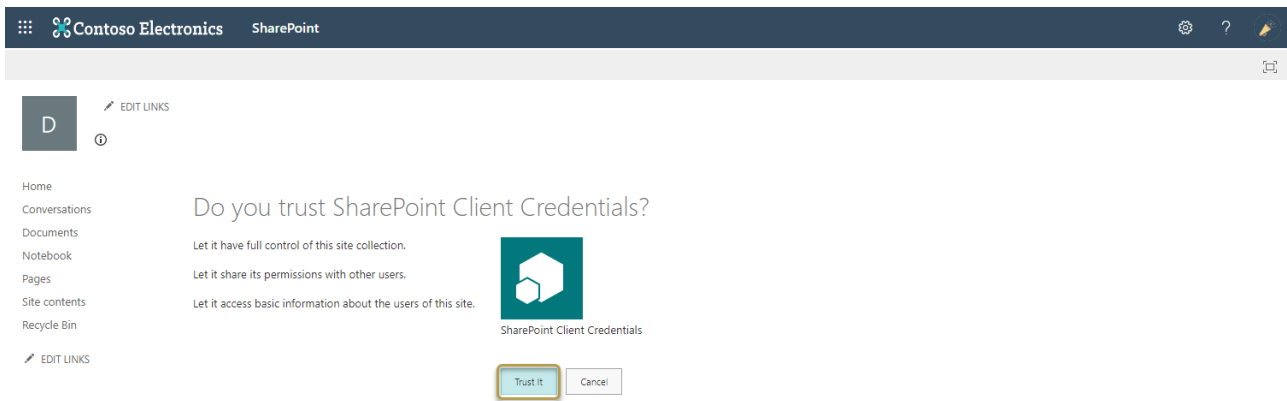 Contoso Electronics SharePoint ?
EDIT LINKS
D
Home
Conversations
Documents
Notebook
Pages
Site contents
Recycle Bin
EDIT LINKS
Do you trust SharePoint Client Credentials?
Let it have full control of this site collection.
Let it share its permissions with other users.
Let it access basic information about the users of this site.
SharePoint Client Credentials
Trust It Cancel